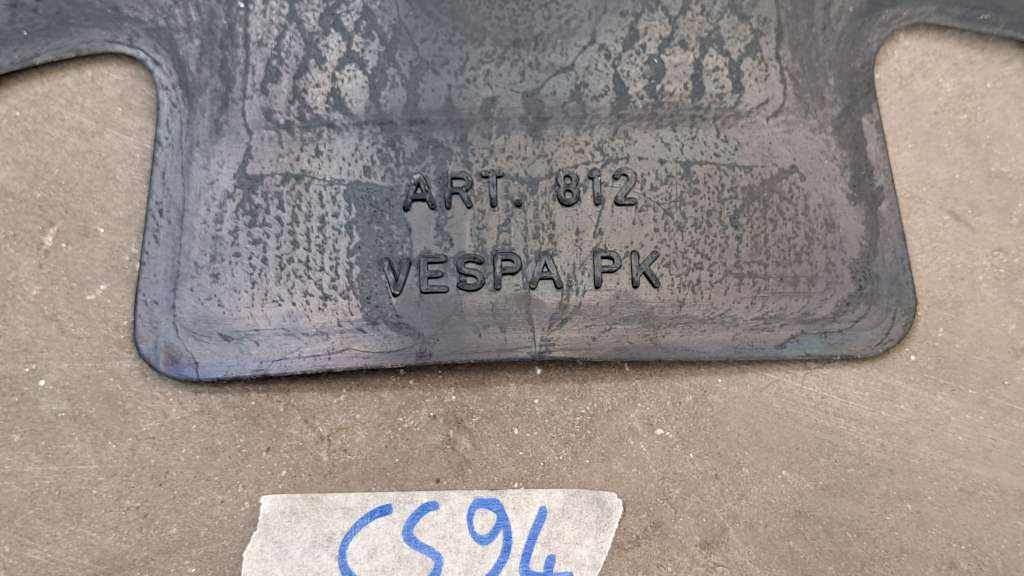 ART. 812
VESPA PK
CS94